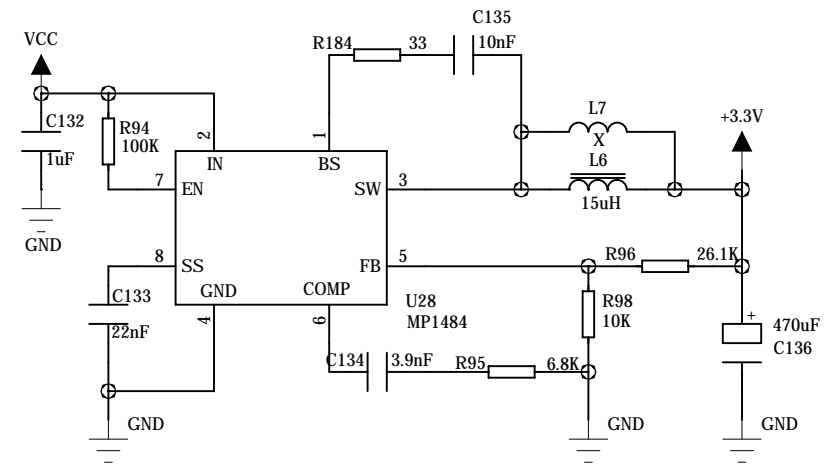 C135
R184 33 10nF
VCC
L7
X
L6
15uH
+3.3V
C132
1uF
R94
100K
2
1
IN
BS
7
EN
SW
3
8
SS
FB
5
R96
26.1K
C133
22nF
GND
COMP
4
6
U28
MP1484
R98
10K
GND
C134
3.9nF
R95
6.8K
+
470uF
C136
GND
GND
GND